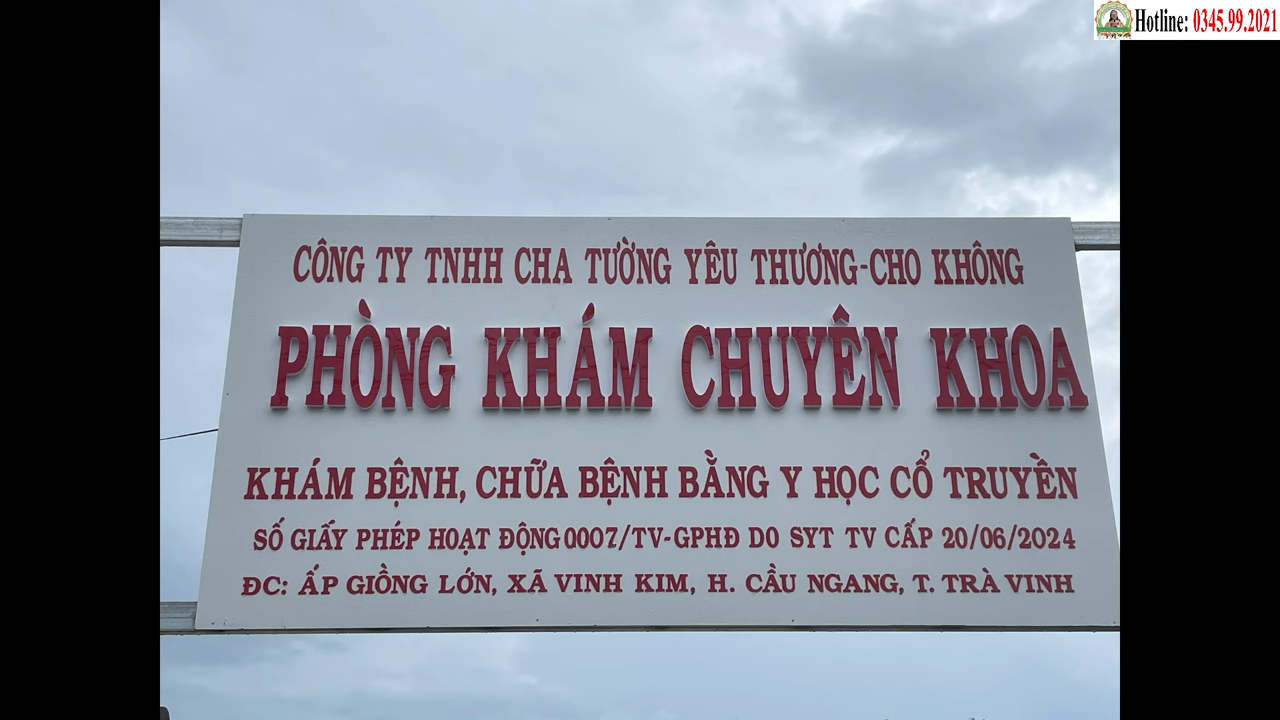 Hotline: 0345.99.2021
CÔNG TY TNHH CHA TƯỜNG YÊU THƯƠNG-CHO KHÔNG
PHÒNG KHÁM CHUYÊN KHOA
KHÁM BỆNH, CHỮA BỆNH BẰNG Y HỌC CỔ TRUYỀN
SỐ GIẤY PHÉP HOẠT ĐỘNG 0007/TV-GPHĐ DO SYT TV CẤP 20/06/2024
ĐC: ẤP GIỒNG LỚN, XÃ VINH KIM, H. CẦU NGANG, T. TRÀ VINH